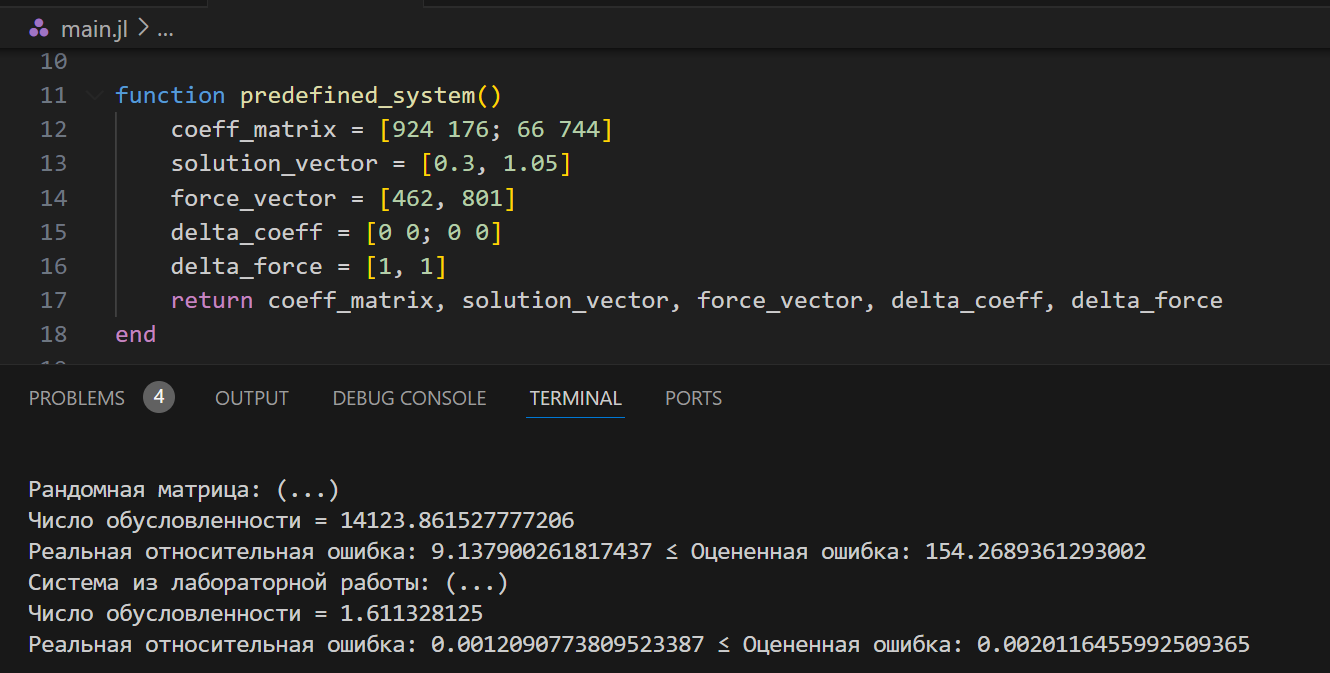 main.jl > ...
10
11 function predefined_system()
12 coeff_matrix = [924 176; 66 744]
13 solution_vector = [0.3, 1.05]
14 force_vector = [462, 801]
15 delta_coeff = [0 0; 0 0]
16 delta_force = [1, 1]
17 return coeff_matrix, solution_vector, force_vector, delta_coeff, delta_force
18 end
PROBLEMS 4 OUTPUT DEBUG CONSOLE TERMINAL PORTS
Рандомная матрица: (...)
Число обусловленности = 14123.861527777206
Реальная относительная ошибка: 9.137900261817437 ≤ Оцененная ошибка: 154.2689361293002
Система из лабораторной работы: (...)
Число обусловленности = 1.611328125
Реальная относительная ошибка: 0.0012090773809523387 ≤ Оцененная ошибка: 0.0020116455992509365